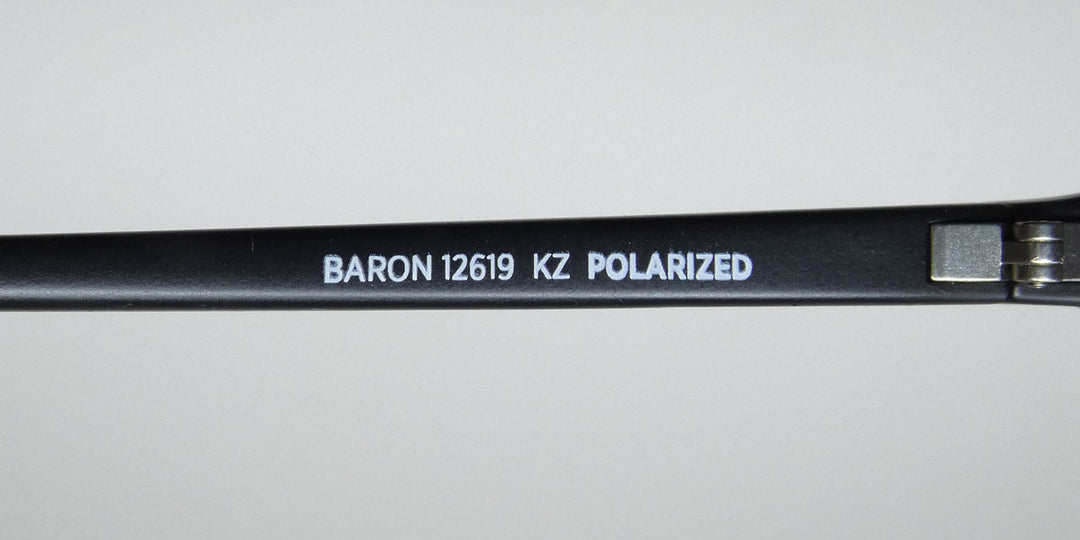 BARON 12619 KZ POLARIZED